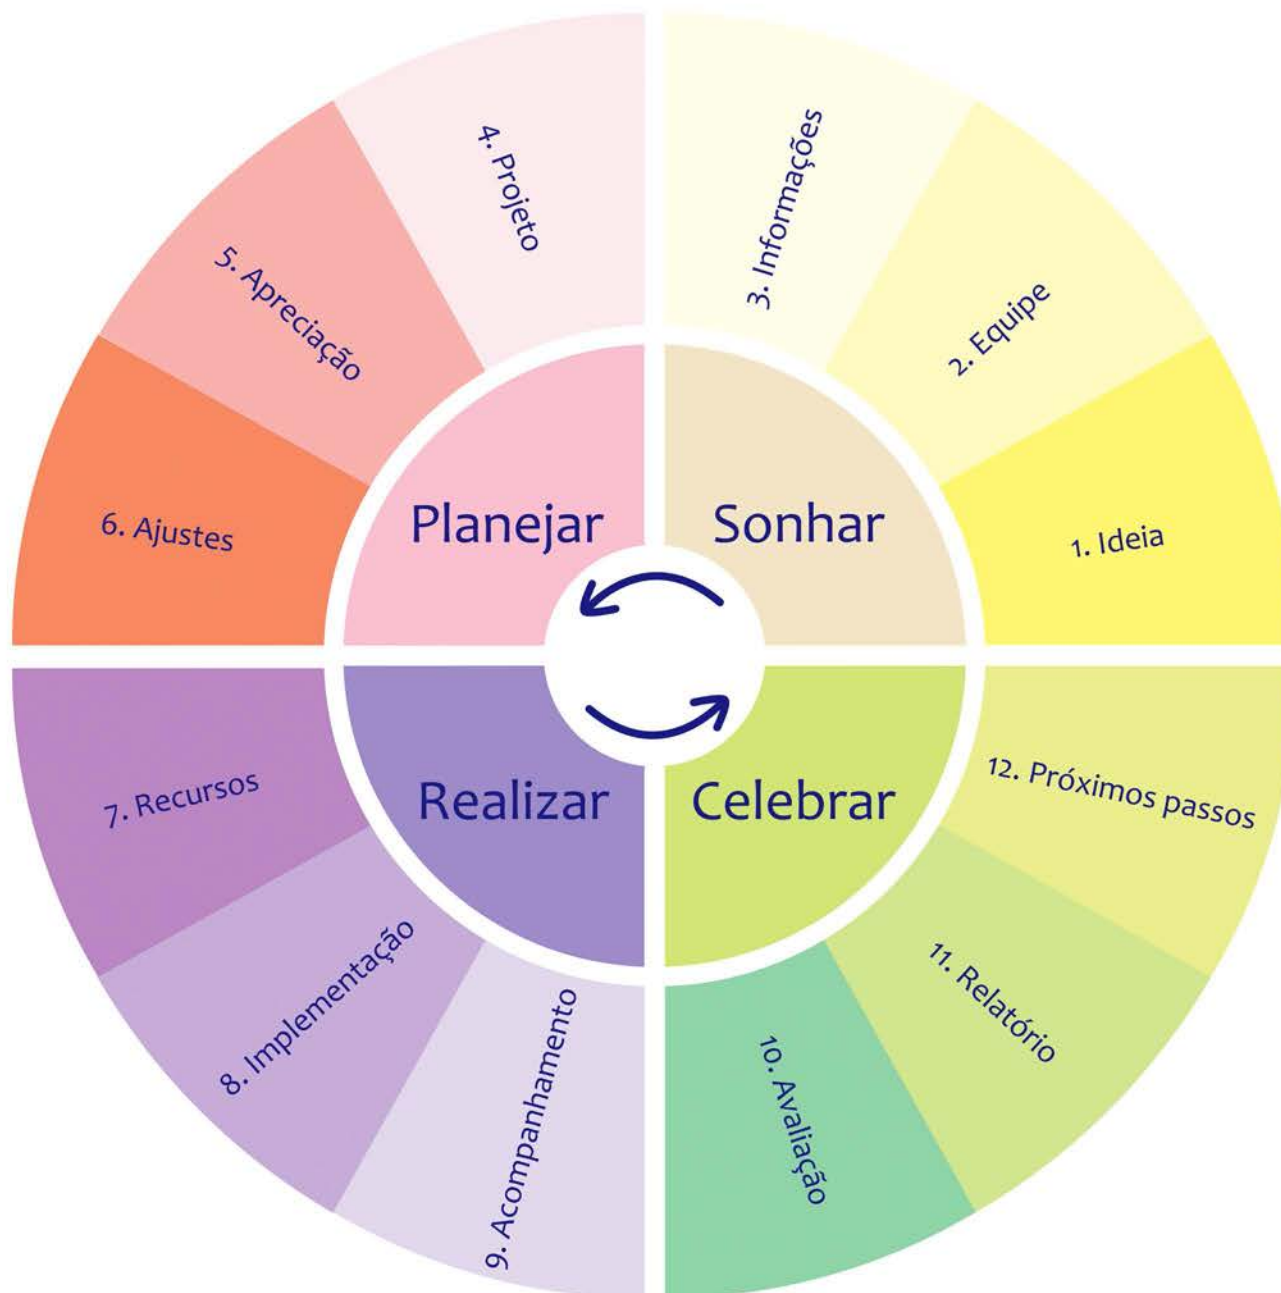 Sonhar
1. Ideia
2. Equipe
3. Informações
Planejar
4. Projeto
5. Apreciação
6. Ajustes
Realizar
7. Recursos
8. Implementação
9. Acompanhamento
Celebrar
10. Avaliação
11. Relatório
12. Próximos passos